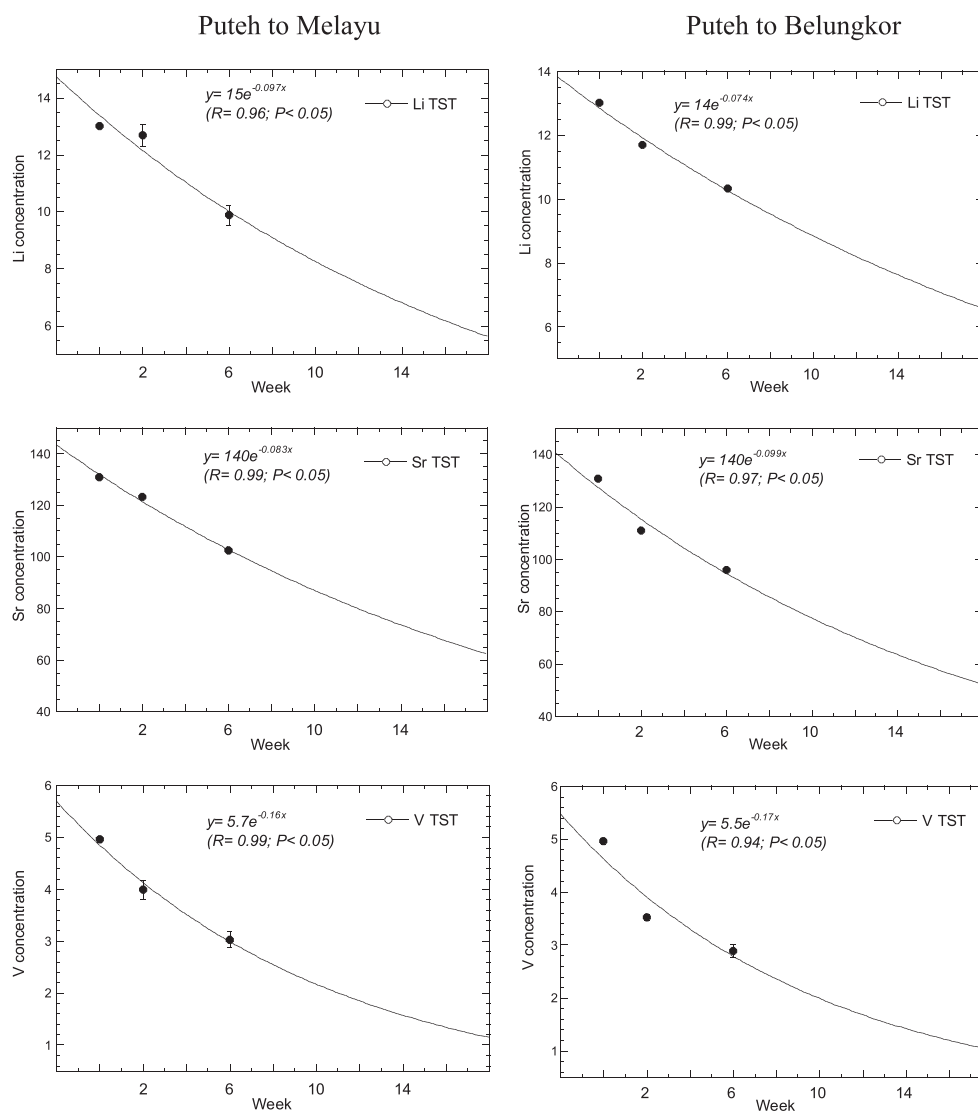 Puteh to Melayu
Puteh to Belungkor
y= 15e^-0.097x
(R= 0.96; P< 0.05)
Li TST
14
12
10
8
6
Li concentration
2
6
10
14
Week
y= 14e^-0.074x
(R= 0.99; P< 0.05)
Li TST
14
12
10
8
6
Li concentration
2
6
10
14
Week
y= 140e^-0.083x
(R= 0.99; P< 0.05)
Sr TST
140
120
100
80
60
40
Sr concentration
2
6
10
14
Week
y= 140e^-0.099x
(R= 0.97; P< 0.05)
Sr TST
140
120
100
80
60
40
Sr concentration
2
6
10
14
Week
y= 5.7e^-0.16x
(R= 0.99; P< 0.05)
V TST
6
5
4
3
2
1
V concentration
2
6
10
14
Week
y= 5.5e^-0.17x
(R= 0.94; P< 0.05)
V TST
6
5
4
3
2
1
V concentration
2
6
10
14
Week